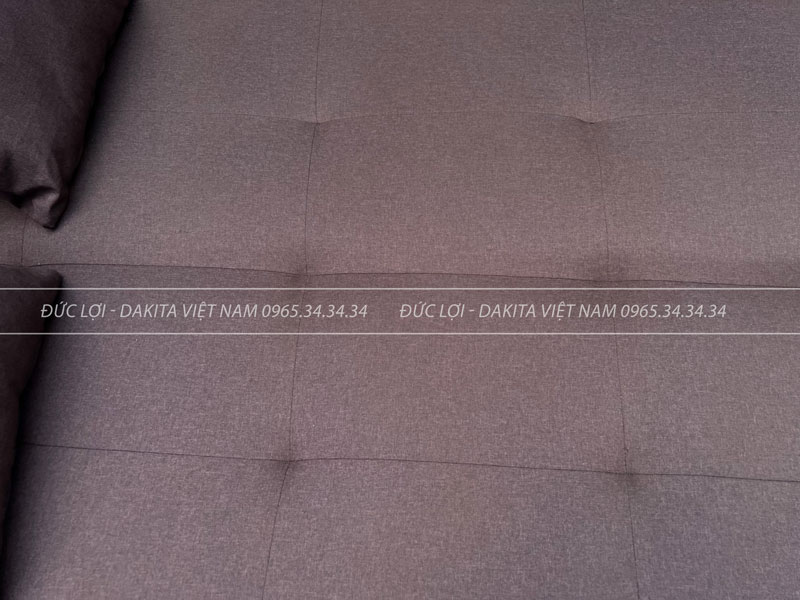 ĐỨC LỢI - DAKITA VIỆT NAM 0965.34.34.34 ĐỨC LỢI - DAKITA VIỆT NAM 0965.34.34.34